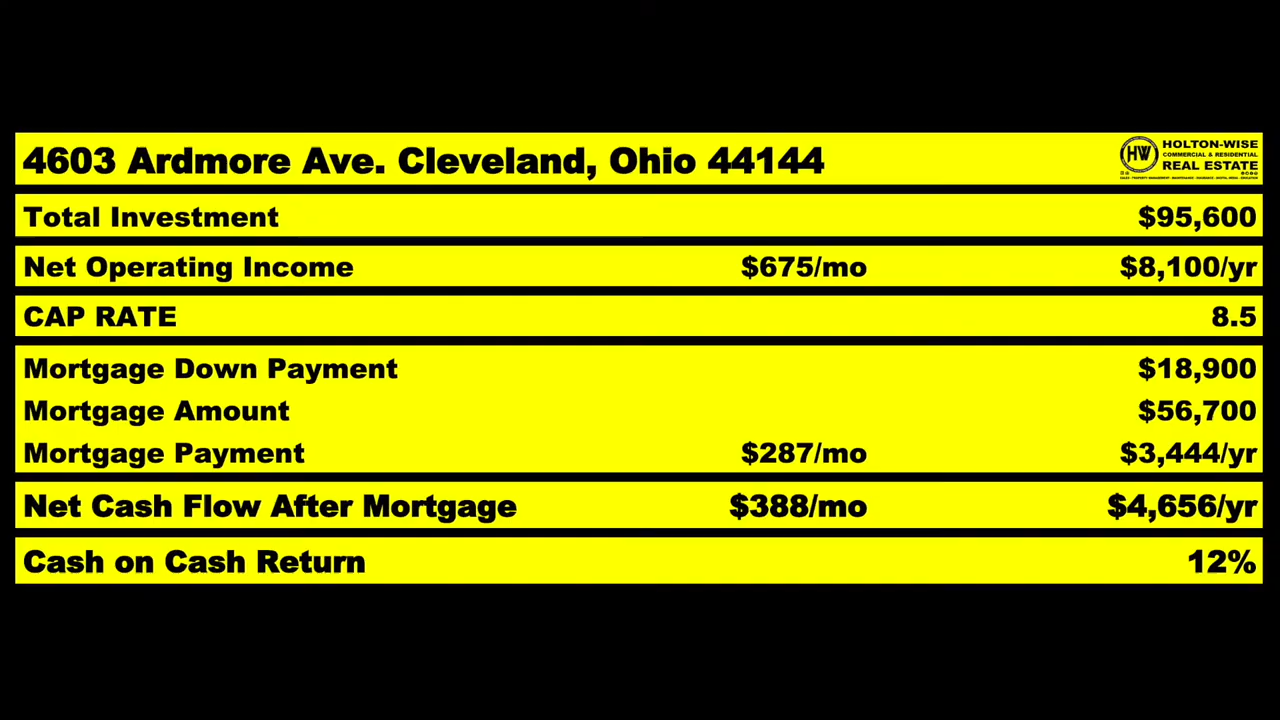 4603 Ardmore Ave. Cleveland, Ohio 44144
HW
HOLTON-WISE
COMMERCIAL & RESIDENTIAL
REAL ESTATE
Total Investment $95,600
Net Operating Income $675/mo $8,100/yr
CAP RATE 8.5
Mortgage Down Payment $18,900
Mortgage Amount $56,700
Mortgage Payment $287/mo $3,444/yr
Net Cash Flow After Mortgage $388/mo $4,656/yr
Cash on Cash Return 12%